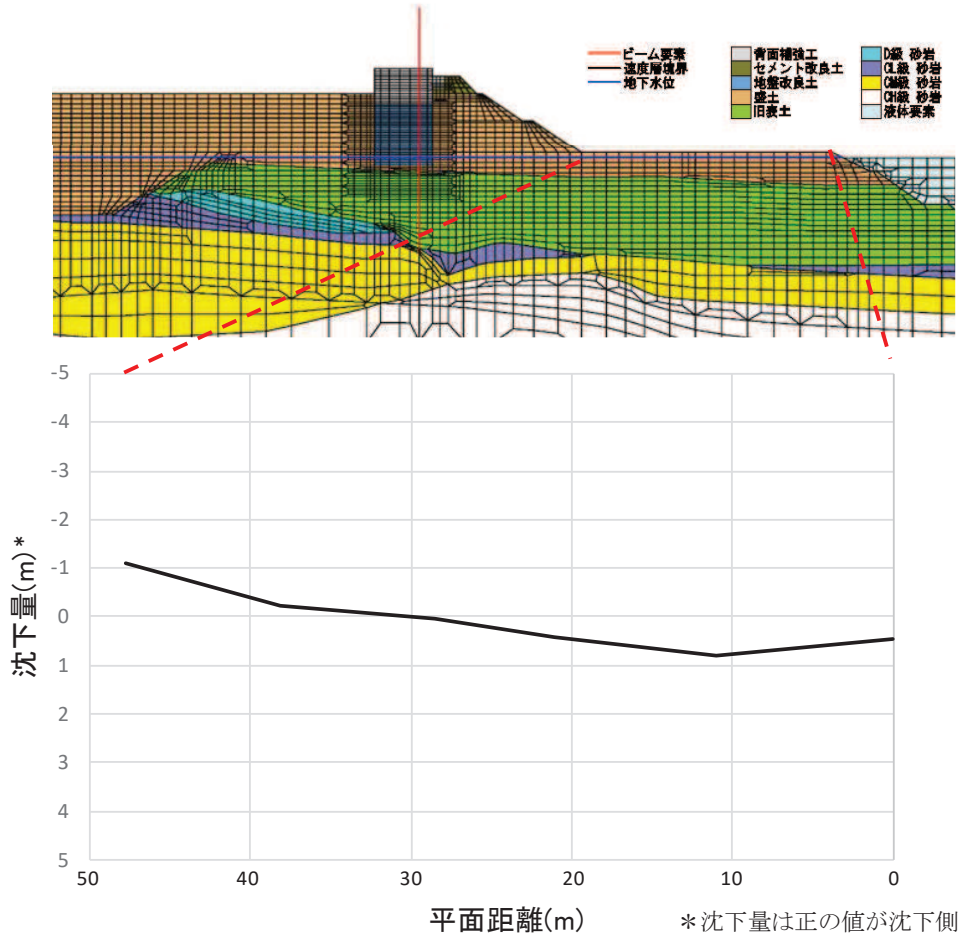 ビーム要素
速度層境界
地下水位
背面補強工
セメント改良土
地盤改良土
盛土
旧表土
D級 砂岩
CL級 砂岩
CM級 砂岩
CH級 砂岩
液体要素
-5
-4
-3
-2
-1
0
1
2
3
4
5
沈下量(m)*
50
40
30
20
10
0
平面距離(m)
*沈下量は正の値が沈下側